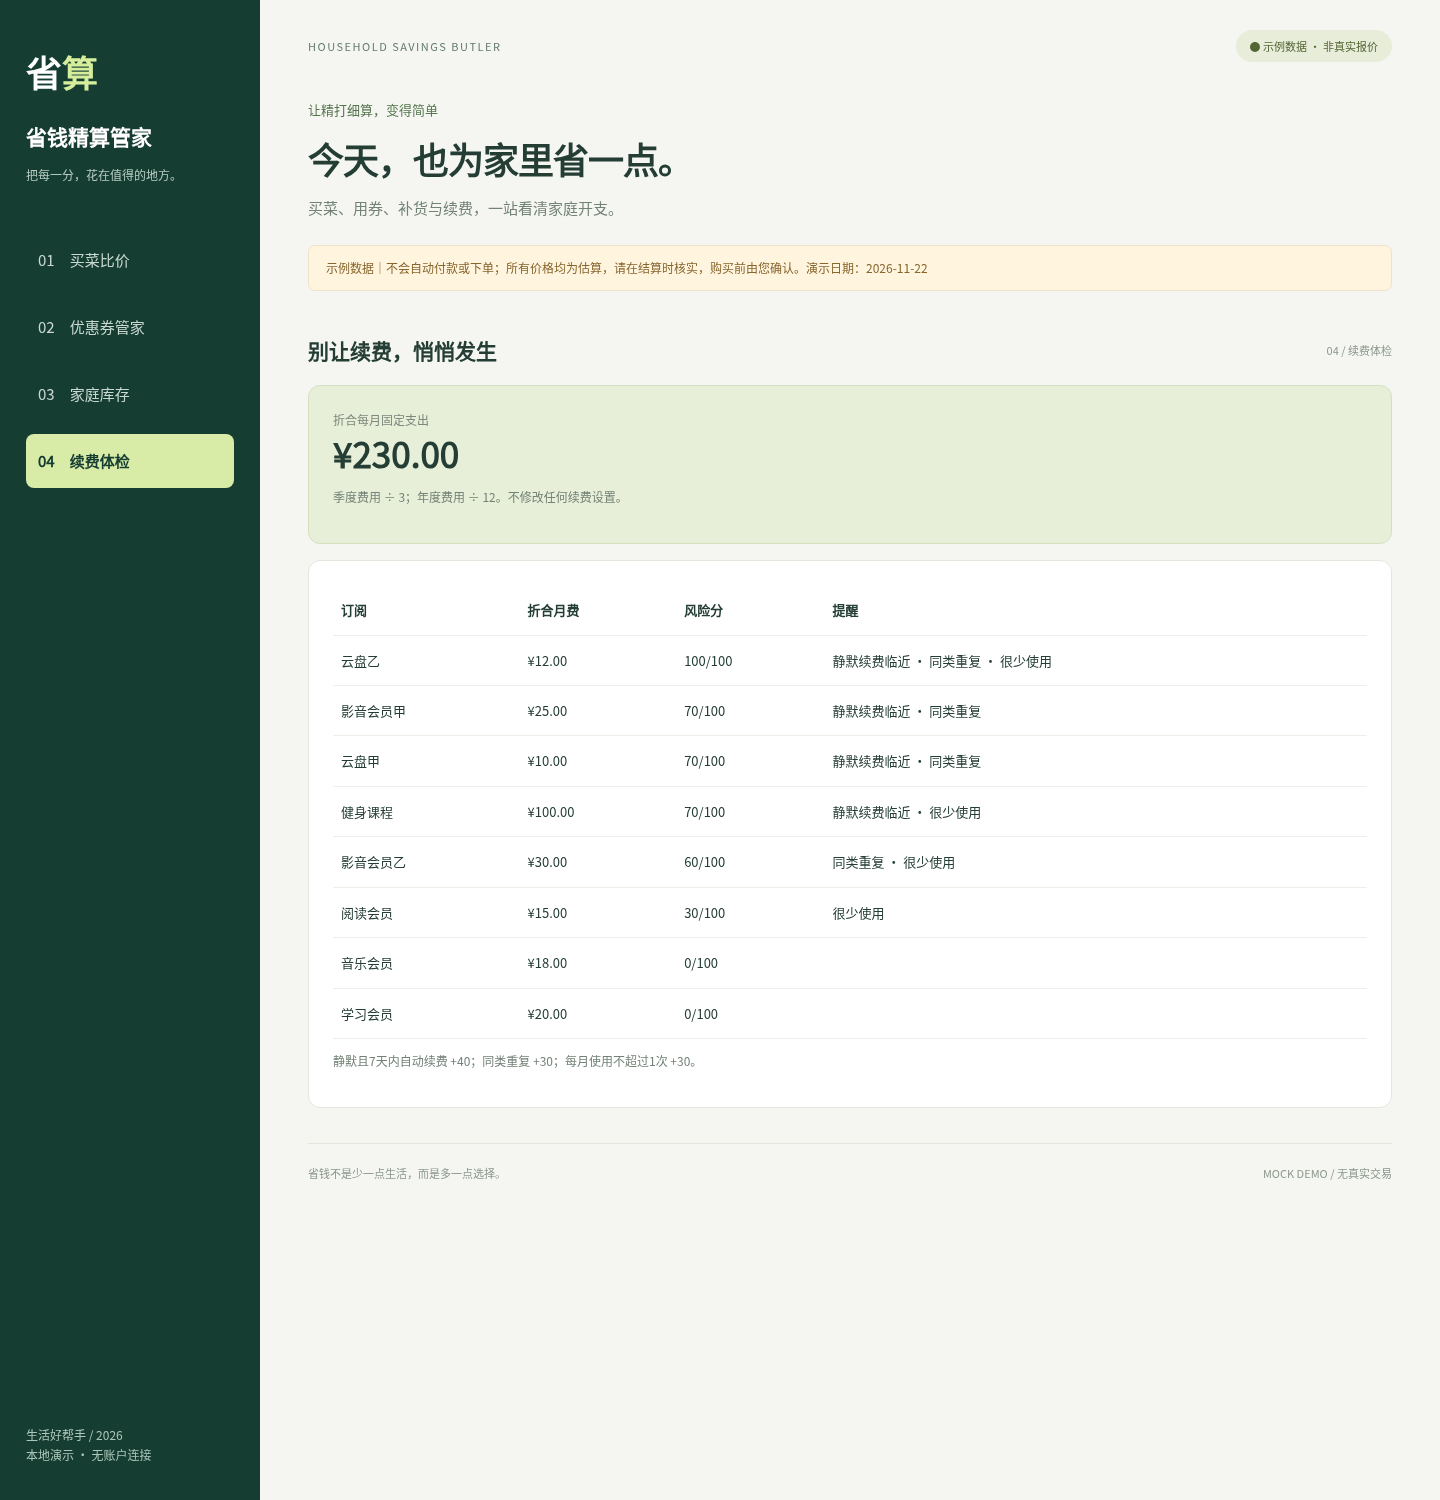 省算
省钱精算管家
把每一分，花在值得的地方。
01 买菜比价
02 优惠券管家
03 家庭库存
04 续费体检
生活好帮手 / 2026
本地演示 · 无账户连接
HOUSEHOLD SAVINGS BUTLER
● 示例数据 · 非真实报价
让精打细算，变得简单
今天，也为家里省一点。
买菜、用券、补货与续费，一站看清家庭开支。
示例数据｜不会自动付款或下单；所有价格均为估算，请在结算时核实，购买前由您确认。演示日期：2026-11-22
别让续费，悄悄发生
04 / 续费体检
折合每月固定支出
¥230.00
季度费用 ÷ 3；年度费用 ÷ 12。不修改任何续费设置。
订阅 折合月费 风险分 提醒
云盘乙 ¥12.00 100/100 静默续费临近 · 同类重复 · 很少使用
影音会员甲 ¥25.00 70/100 静默续费临近 · 同类重复
云盘甲 ¥10.00 70/100 静默续费临近 · 同类重复
健身课程 ¥100.00 70/100 静默续费临近 · 很少使用
影音会员乙 ¥30.00 60/100 同类重复 · 很少使用
阅读会员 ¥15.00 30/100 很少使用
音乐会员 ¥18.00 0/100
学习会员 ¥20.00 0/100
静默且7天内自动续费 +40；同类重复 +30；每月使用不超过1次 +30。
省钱不是少一点生活，而是多一点选择。
MOCK DEMO / 无真实交易